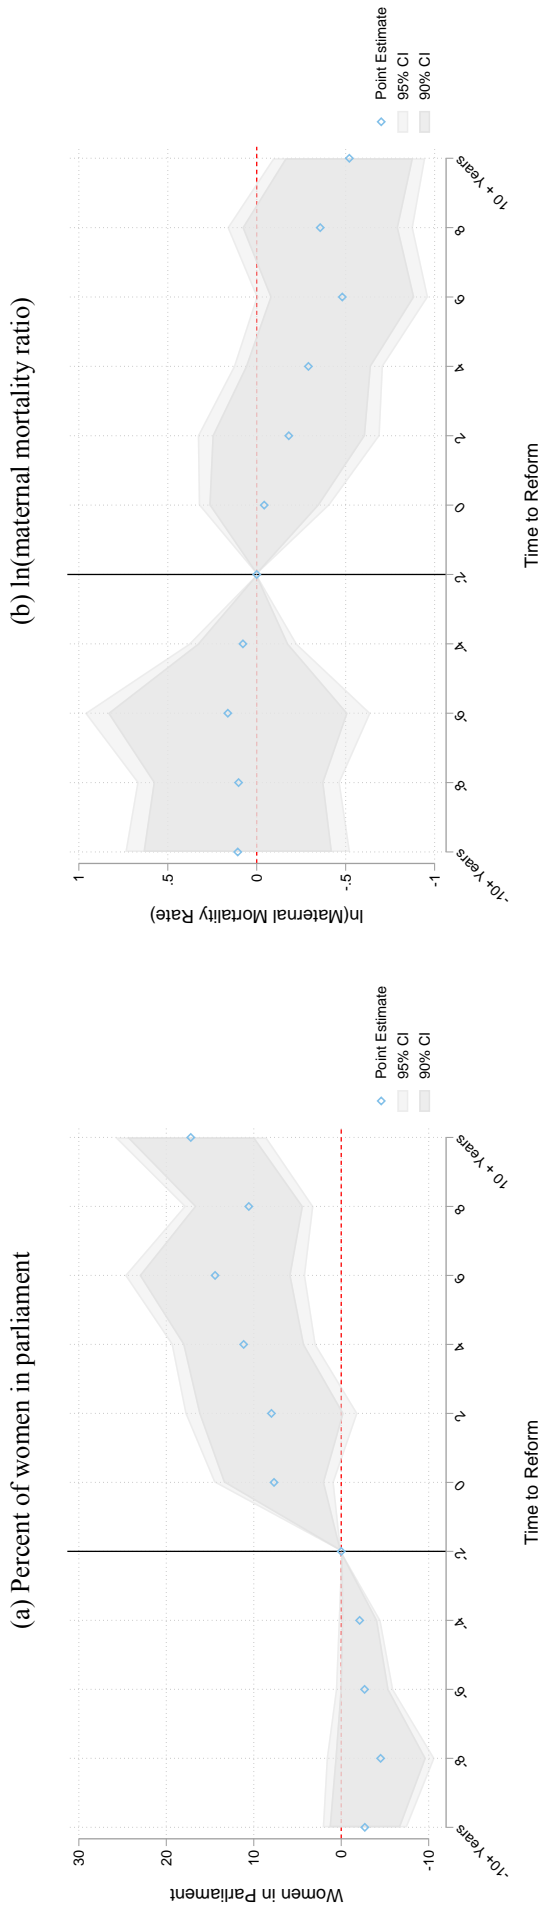 (a) Percent of women in parliament
Women in Parliament
30
20
10
0
-10
-10+ Years
-8
-6
-4
-2
0
2
4
6
8
10 + Years
Time to Reform
Point Estimate
95% CI
90% CI
(b) ln(maternal mortality ratio)
ln(Maternal Mortality Rate)
1
.5
0
-.5
-1
-10+ Years
-8
-6
-4
-2
0
2
4
6
8
10 + Years
Time to Reform
Point Estimate
95% CI
90% CI